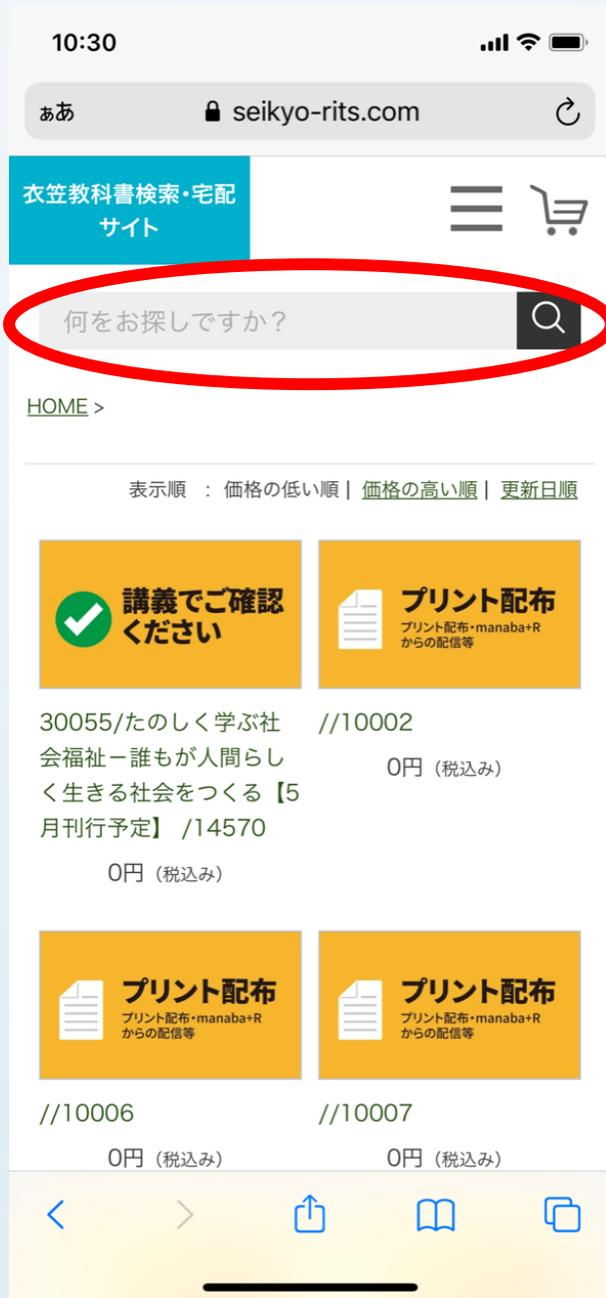 10:30
ぁあ
seikyo-rits.com
衣笠教科書検索・宅配
サイト
何をお探しですか？
HOME >
表示順 : 価格の低い順 | 価格の高い順 | 更新日順
講義でご確認
ください
プリント配布
プリント配布・manaba+R
からの配信等
30055/たのしく学ぶ社
会福祉－誰もが人間らし
く生きる社会をつくる【5
月刊行予定】 /14570
0円（税込み）
//10002
0円（税込み）
プリント配布
プリント配布・manaba+R
からの配信等
プリント配布
プリント配布・manaba+R
からの配信等
//10006
0円（税込み）
//10007
0円（税込み）